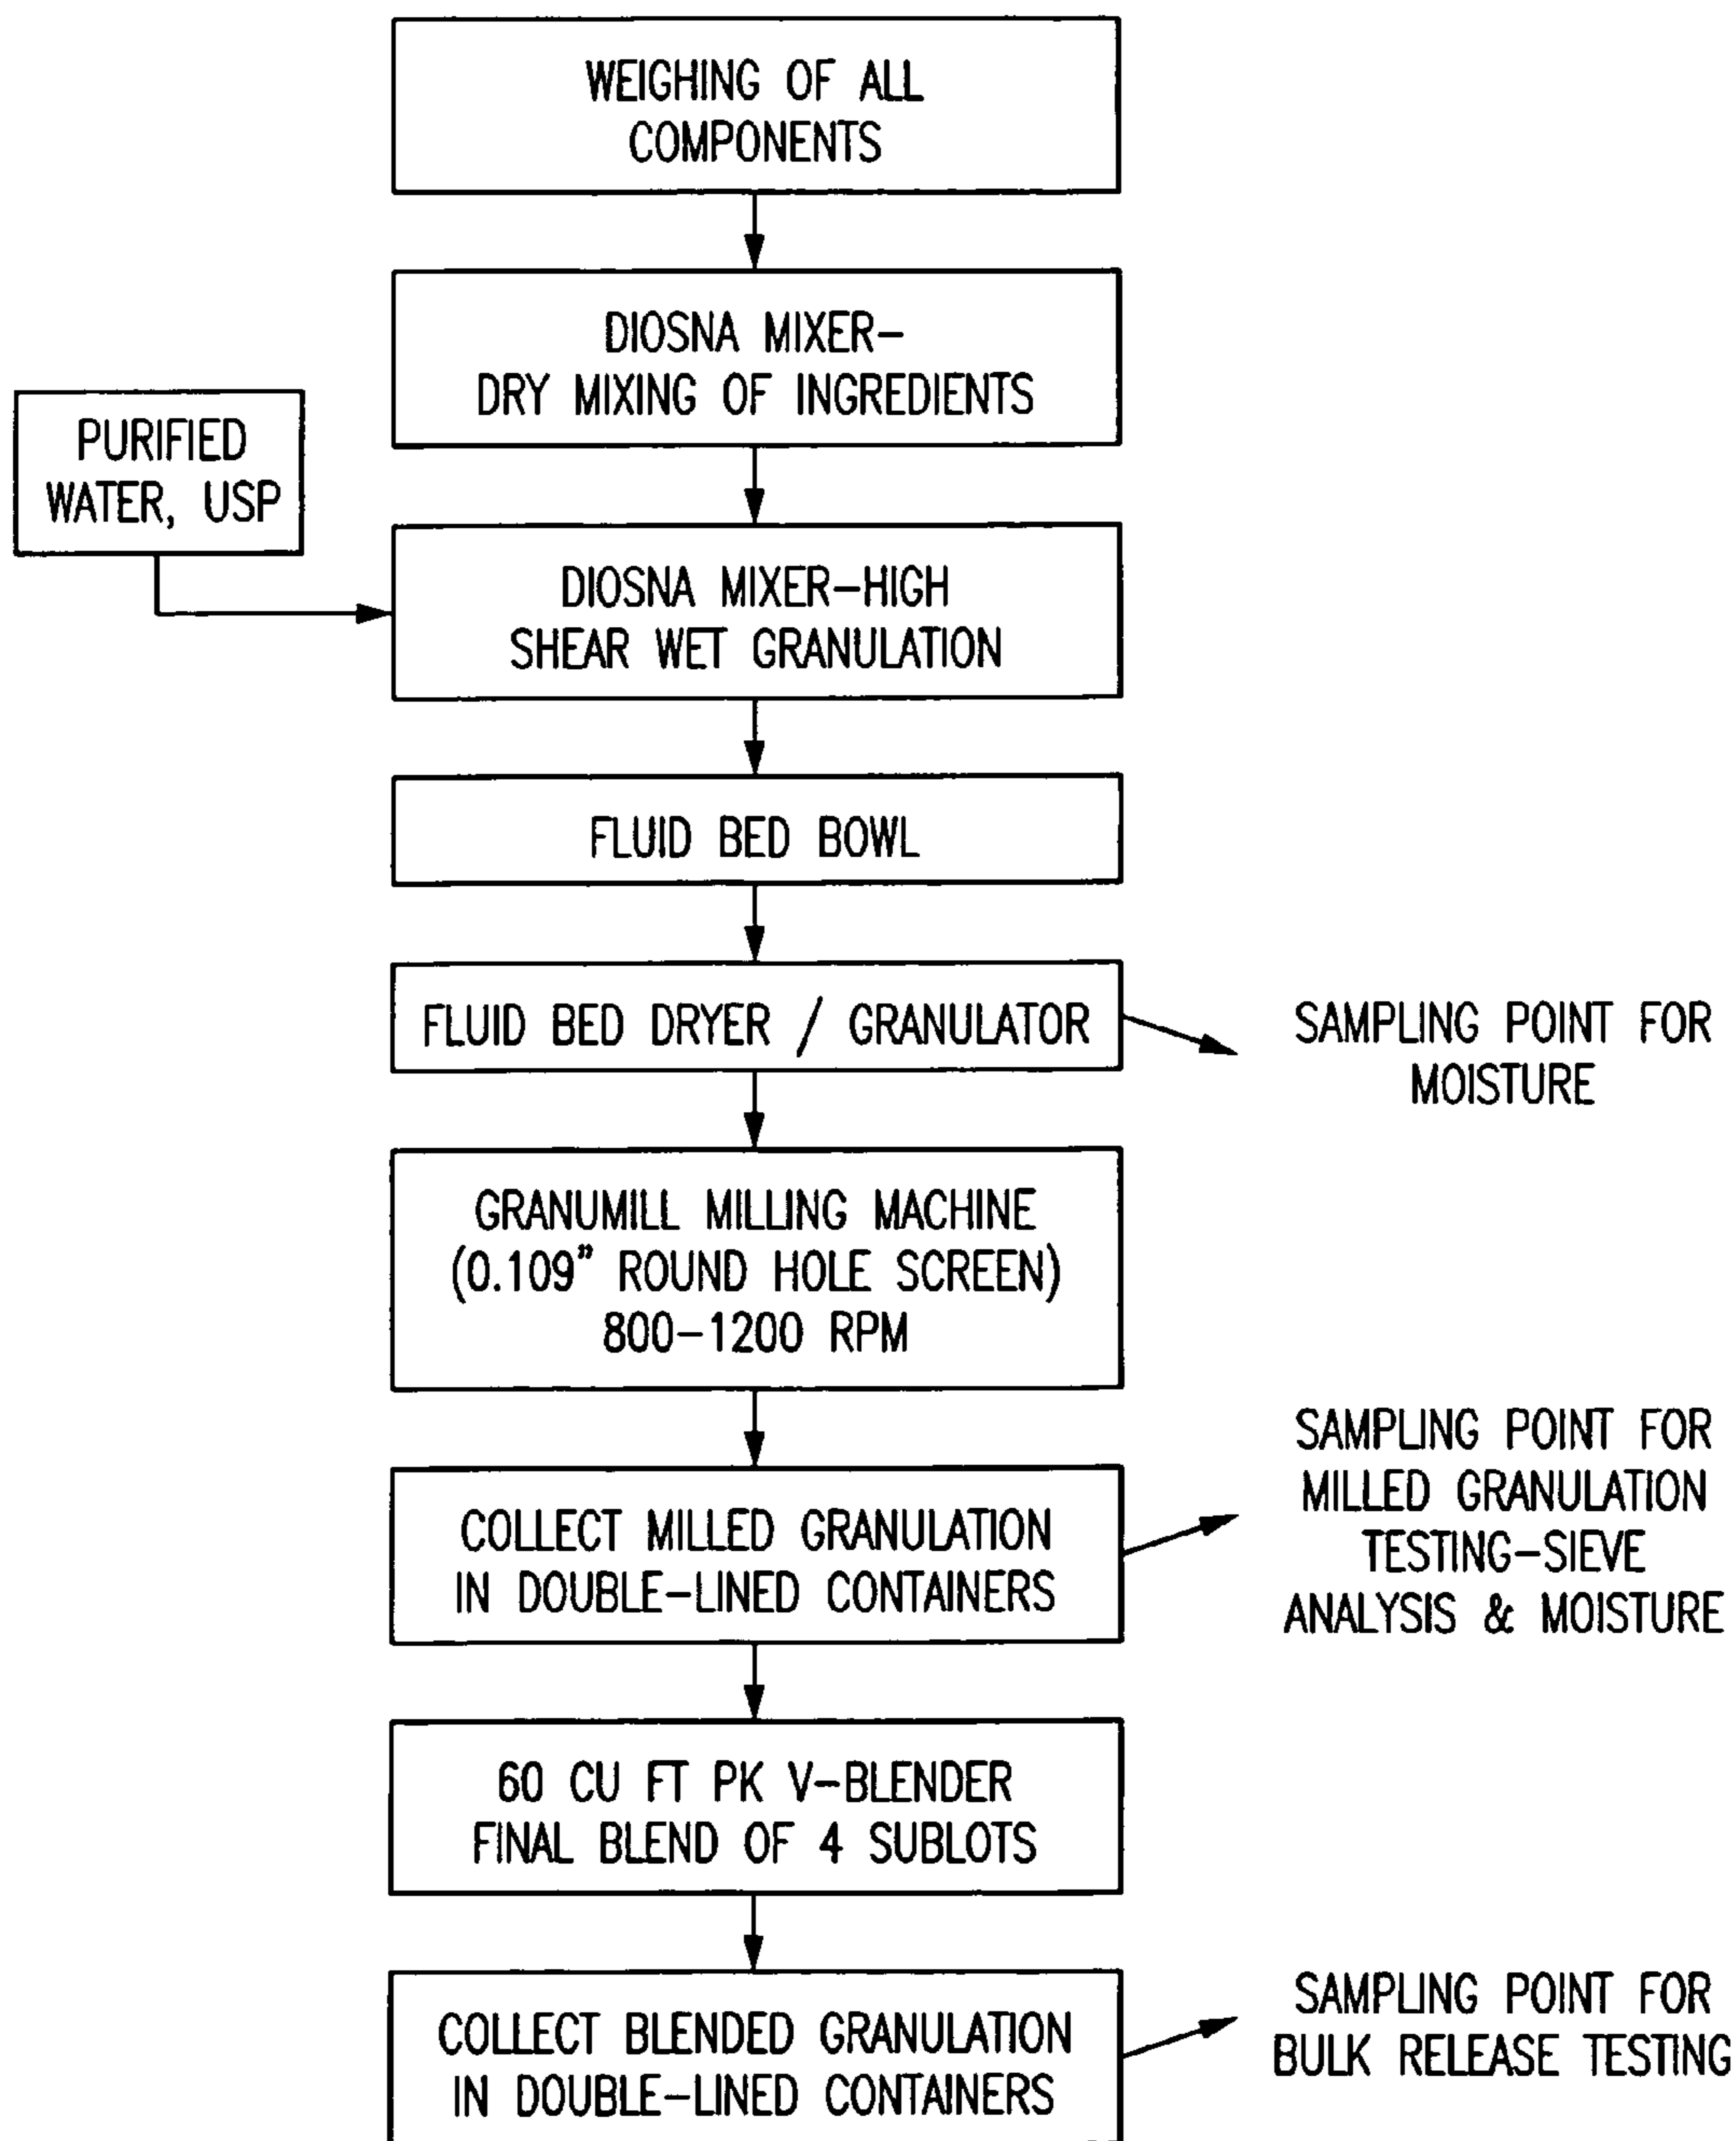 WEIGHING OF ALL
COMPONENTS
DIOSNA MIXER-
DRY MIXING OF INGREDIENTS
PURIFIED
WATER, USP
DIOSNA MIXER-HIGH
SHEAR WET GRANULATION
FLUID BED BOWL
FLUID BED DRYER / GRANULATOR
SAMPLING POINT FOR
MOISTURE
GRANUMILL MILLING MACHINE
(0.109" ROUND HOLE SCREEN)
800-1200 RPM
COLLECT MILLED GRANULATION
IN DOUBLE-LINED CONTAINERS
SAMPLING POINT FOR
MILLED GRANULATION
TESTING-SIEVE
ANALYSIS & MOISTURE
60 CU FT PK V-BLENDER
FINAL BLEND OF 4 SUBLOTS
COLLECT BLENDED GRANULATION
IN DOUBLE-LINED CONTAINERS
SAMPLING POINT FOR
BULK RELEASE TESTING